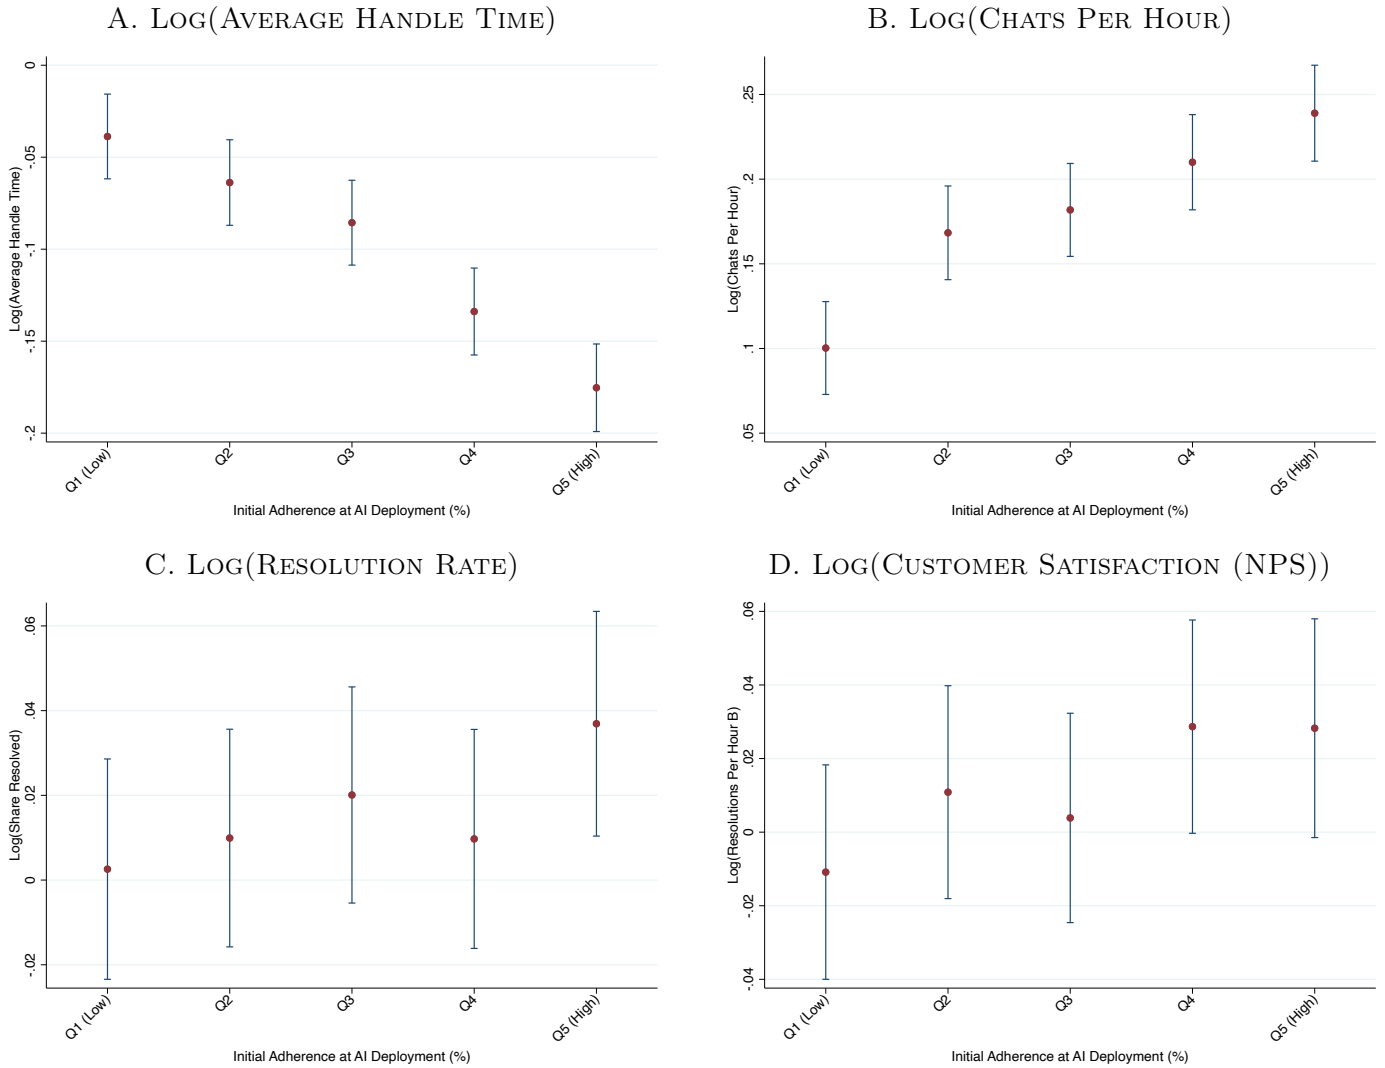 A. Log(Average Handle Time)
Log(Average Handle Time)
0
-.05
-.1
-.15
-.2
Q1 (Low)
Q2
Q3
Q4
Q5 (High)
Initial Adherence at AI Deployment (%)
B. Log(Chats Per Hour)
Log(Chats Per Hour)
.25
.2
.15
.1
.05
Q1 (Low)
Q2
Q3
Q4
Q5 (High)
Initial Adherence at AI Deployment (%)
C. Log(Resolution Rate)
Log(Share Resolved)
.06
.04
.02
0
-.02
Q1 (Low)
Q2
Q3
Q4
Q5 (High)
Initial Adherence at AI Deployment (%)
D. Log(Customer Satisfaction (NPS))
Log(Resolutions Per Hour B)
.06
.04
.02
0
-.02
-.04
Q1 (Low)
Q2
Q3
Q4
Q5 (High)
Initial Adherence at AI Deployment (%)